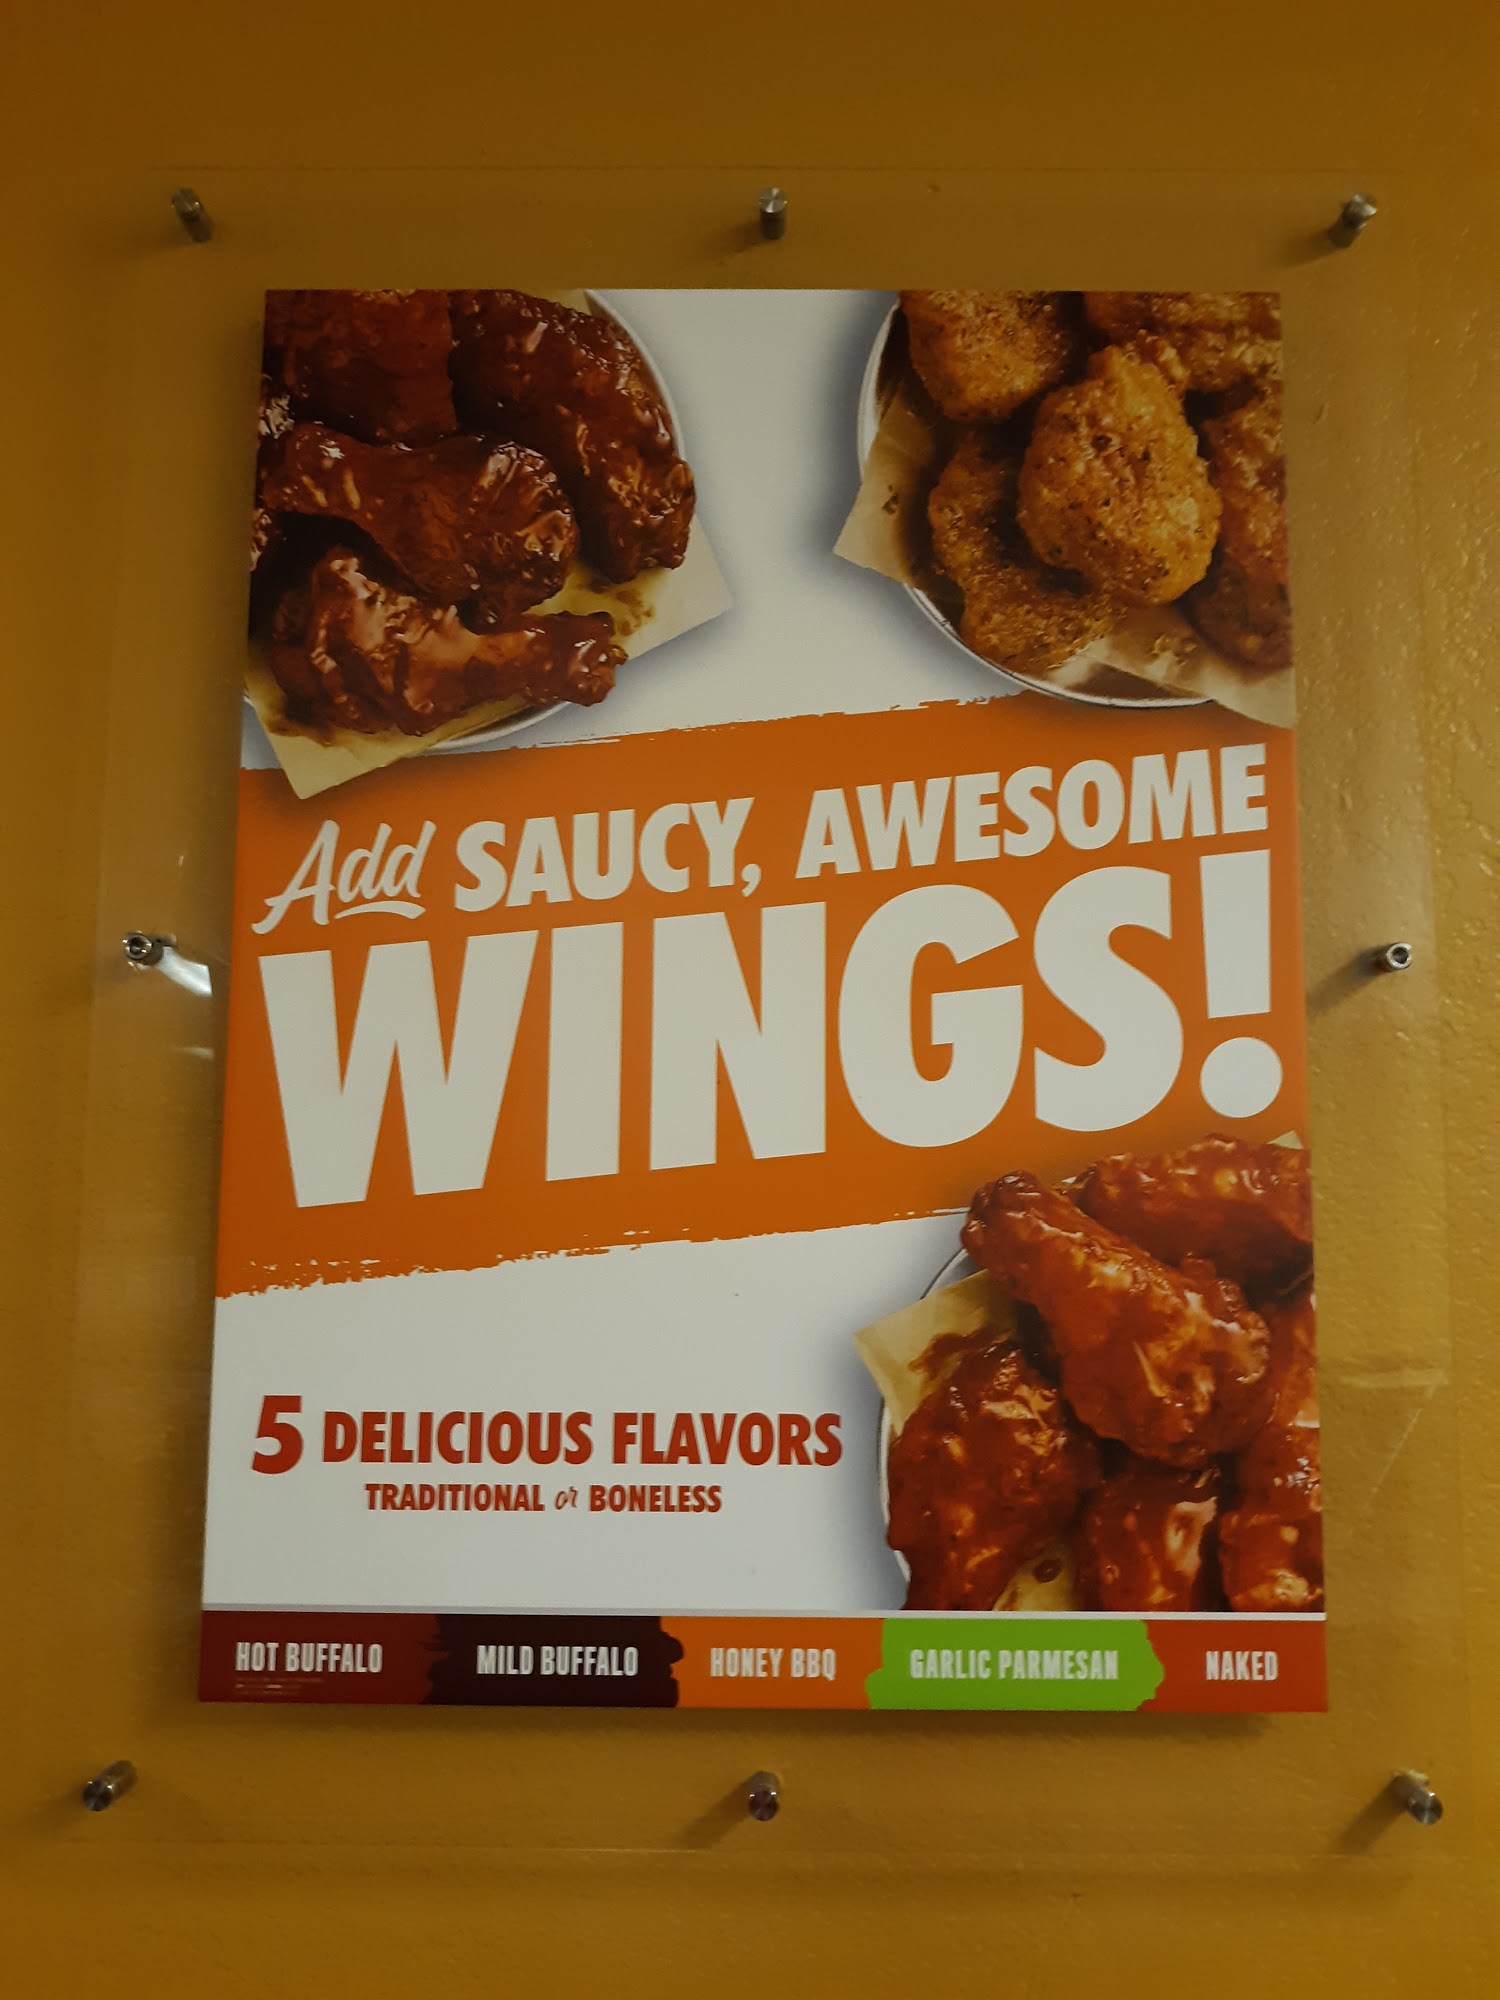 Add SAUCY, AWESOME
WINGS!
5 DELICIOUS FLAVORS
TRADITIONAL or BONELESS
HOT BUFFALO MILD BUFFALO HONEY BBQ GARLIC PARMESAN NAKED